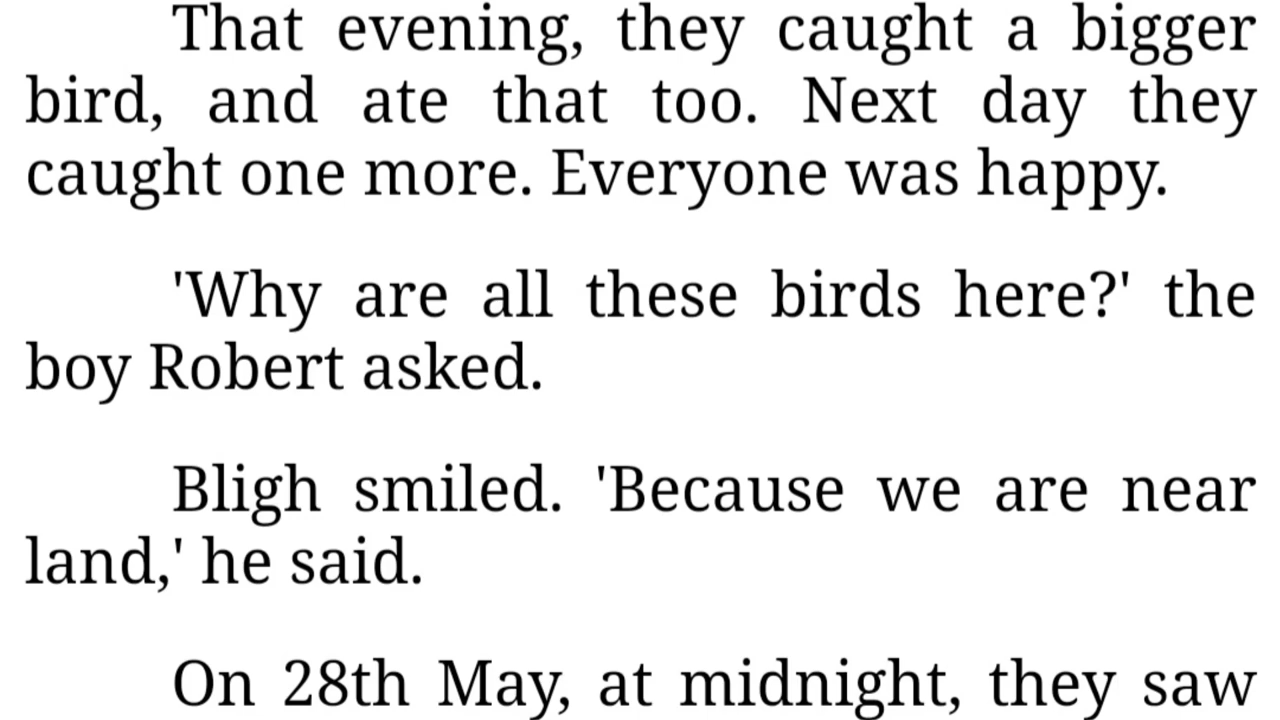 That evening, they caught a bigger
bird, and ate that too. Next day they
caught one more. Everyone was happy.
'Why are all these birds here?' the
boy Robert asked.
Bligh smiled. 'Because we are near
land,' he said.
On 28th May, at midnight, they saw